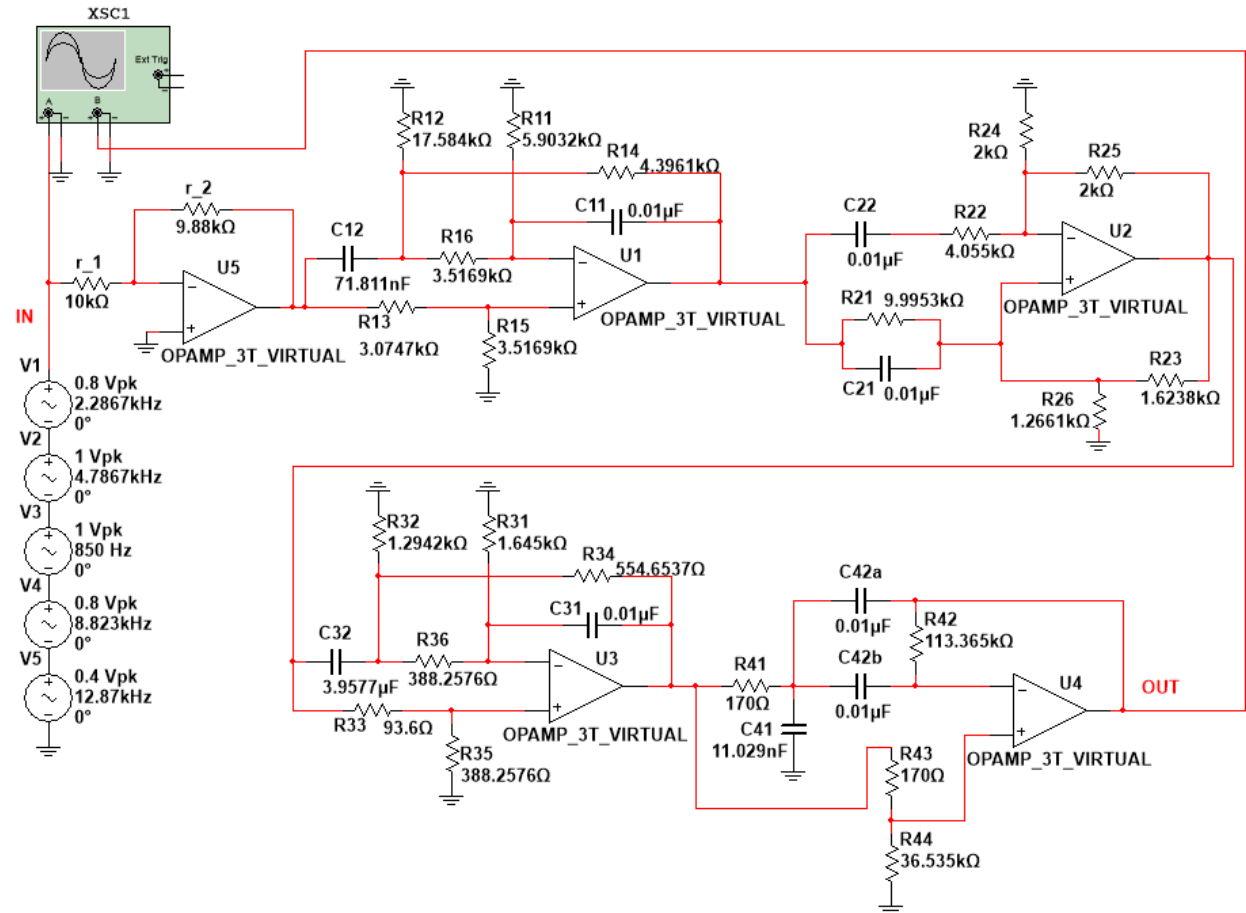 XSC1
Ext Trig
A
B
r_2
9.88kΩ
r_1
10kΩ
U5
OPAMP_3T_VIRTUAL
IN
C12
71.811nF
R12
17.584kΩ
R11
5.9032kΩ
R14
4.3961kΩ
C11
0.01µF
R16
3.5169kΩ
U1
OPAMP_3T_VIRTUAL
R13
3.0747kΩ
R15
3.5169kΩ
C22
0.01µF
R22
4.055kΩ
R24
2kΩ
R25
2kΩ
U2
OPAMP_3T_VIRTUAL
R21
9.9953kΩ
C21
0.01µF
R23
1.6238kΩ
R26
1.2661kΩ
V1
0.8 Vpk
2.2867kHz
0°
V2
1 Vpk
4.7867kHz
0°
V3
1 Vpk
850 Hz
0°
V4
0.8 Vpk
8.823kHz
0°
V5
0.4 Vpk
12.87kHz
0°
R32
1.2942kΩ
R31
1.645kΩ
R34
554.6537Ω
C31
0.01µF
C32
3.9577µF
R36
388.2576Ω
U3
OPAMP_3T_VIRTUAL
R33
93.6Ω
R35
388.2576Ω
R41
170Ω
C41
11.029nF
C42a
0.01µF
C42b
0.01µF
R42
113.365kΩ
U4
OPAMP_3T_VIRTUAL
OUT
R43
170Ω
R44
36.535kΩ